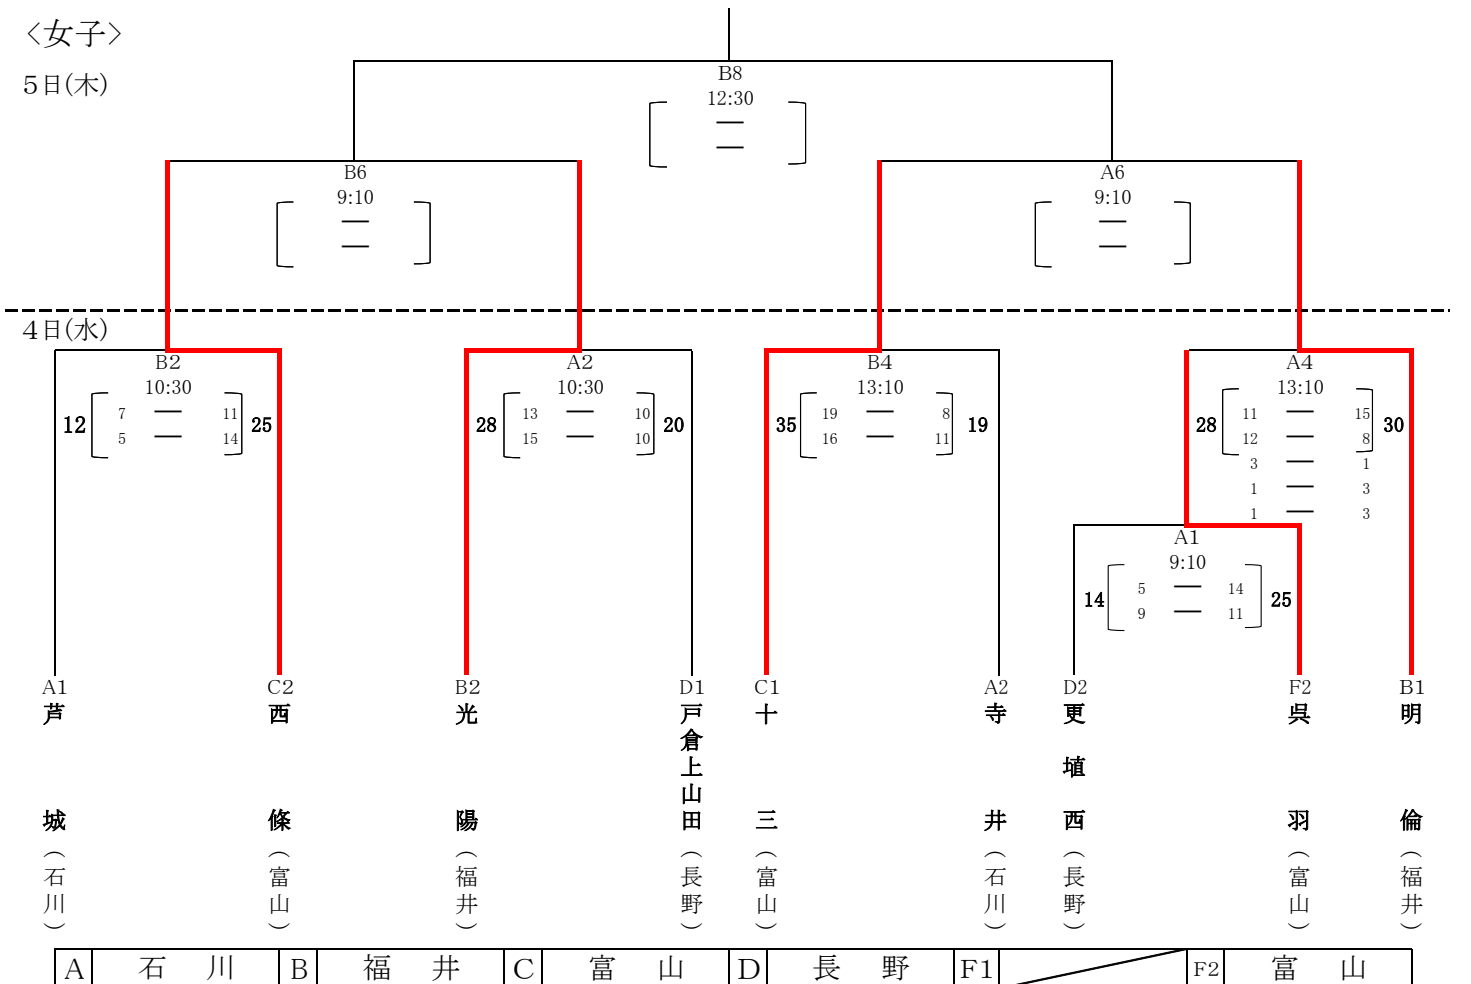 ＜女子＞
5日(木)
B8
12:30
B6
9:10
A6
9:10
4日(水)
B2
10:30
12 7 11 25
5 14
A2
10:30
28 13 10 20
15 10
B4
13:10
35 19 8 19
16 11
A4
13:10
28 11 15 30
12 8
3 1
1 3
1 3
A1
9:10
14 5 14 25
9 11
A1
芦城
(石川)
C2
西條
(富山)
B2
光陽
(福井)
D1
戸倉上山田
(長野)
C1
十三
(富山)
A2
寺井
(石川)
D2
更埴西
(長野)
F2
呉羽
(富山)
B1
明倫
(福井)
A 石川 B 福井 C 富山 D 長野 F1 F2 富山